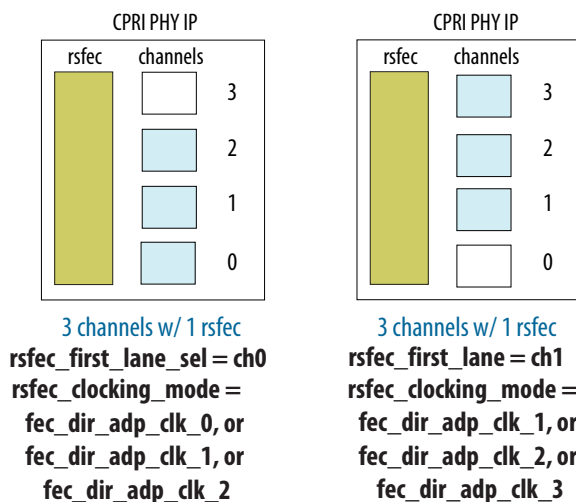 CPRI PHY IP
rsfec channels
3
2
1
0
3 channels w/ 1 rsfec
rsfec_first_lane_sel = ch0
rsfec_clocking_mode =
fec_dir_adp_clk_0, or
fec_dir_adp_clk_1, or
fec_dir_adp_clk_2
CPRI PHY IP
rsfec channels
3
2
1
0
3 channels w/ 1 rsfec
rsfec_first_lane = ch1
rsfec_clocking_mode =
fec_dir_adp_clk_1, or
fec_dir_adp_clk_2, or
fec_dir_adp_clk_3